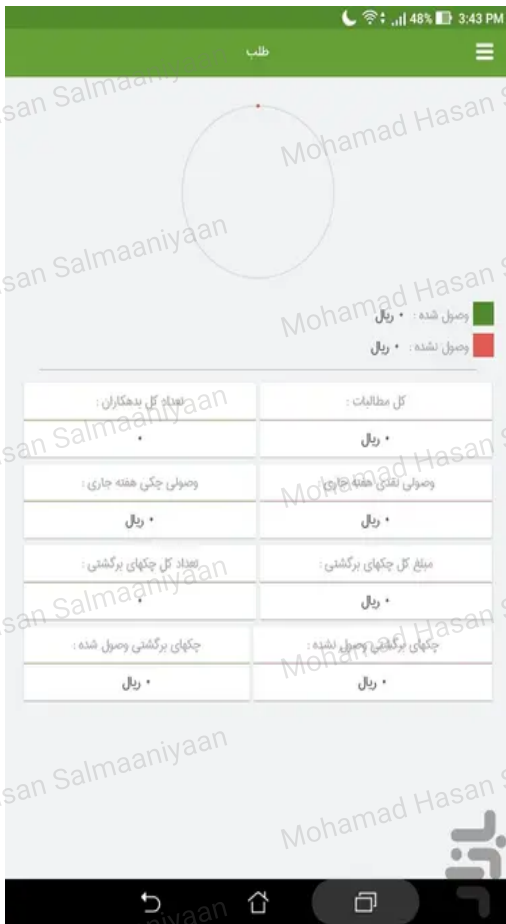 48% 3:43 PM
طلب
Mohamad Hasan Salmaaniyaan
وصول شده : ۰ ریال
وصول نشده : ۰ ریال
کل مطالبات :
تعداد کل بدهکاران :
۰ ریال
۰
وصولی نقدی هفته جاری :
وصولی چکی هفته جاری :
۰ ریال
۰ ریال
مبلغ کل چکهای برگشتی :
تعداد کل چکهای برگشتی :
۰ ریال
۰
چکهای برگشتی وصول نشده :
چکهای برگشتی وصول شده :
۰ ریال
۰ ریال
بازار